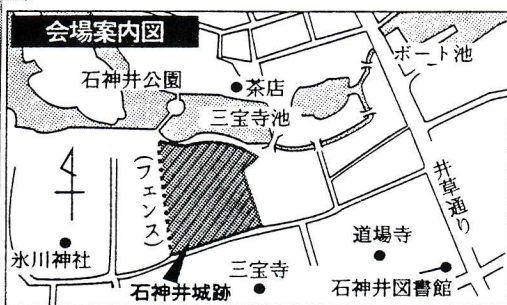 会場案内図
ボート池
石神井公園
茶店
三宝寺池
(フェンス)
井草通り
氷川神社
道場寺
三宝寺
石神井図書館
石神井城跡